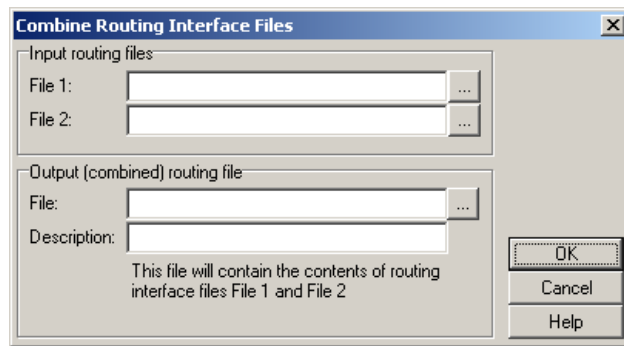 Combine Routing Interface Files
Input routing files
File 1:
...
File 2:
...
Output (combined) routing file
File:
...
Description:
This file will contain the contents of routing
interface files File 1 and File 2
OK
Cancel
Help